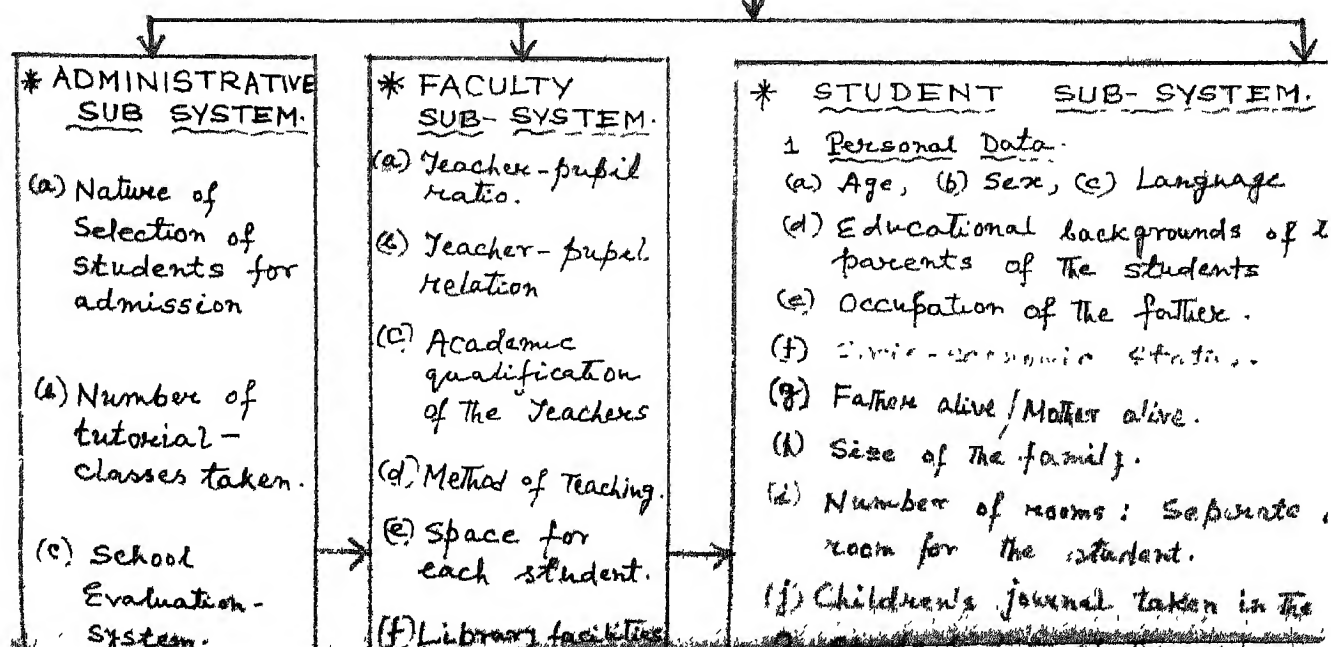 * ADMINISTRATIVE
SUB SYSTEM.
(a) Nature of
Selection of
Students for
admission
(b) Number of
tutorial-
classes taken.
(c) School
Evaluation-
System.
* FACULTY
SUB-SYSTEM.
(a) Teacher-pupil
ratio.
(b) Teacher-pupil
relation
(C) Academic
qualification
of The Teachers
(d) Method of Teaching.
(e) Space for
each student.
(f) Library facilities
* STUDENT SUB-SYSTEM.
1 Personal Data.
(a) Age, (b) Sex, (c) Language
(d) Educational backgrounds of
parents of The students
(e) Occupation of The father.
(f)
(g) Father alive/Mother alive.
(h) Size of The family.
(i) Number of rooms: Separate
room for the student.
(j) Children's journal taken in The